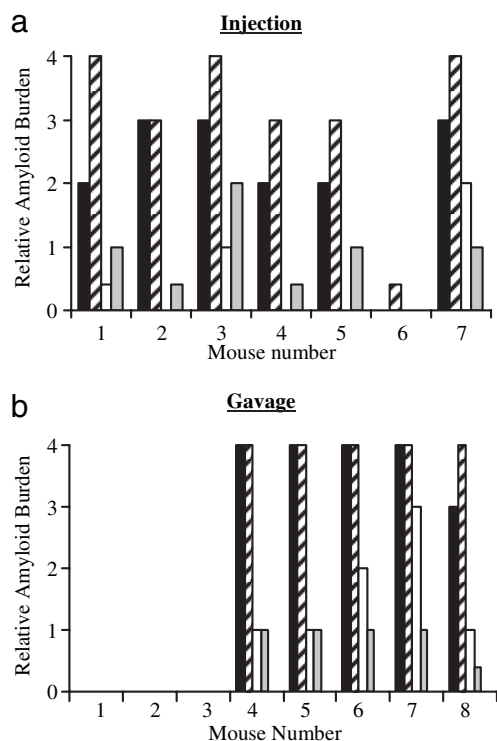 a
Injection
Relative Amyloid Burden
4
3
2
1
0
1 2 3 4 5 6 7
Mouse number
b
Gavage
Relative Amyloid Burden
4
3
2
1
0
1 2 3 4 5 6 7 8
Mouse Number